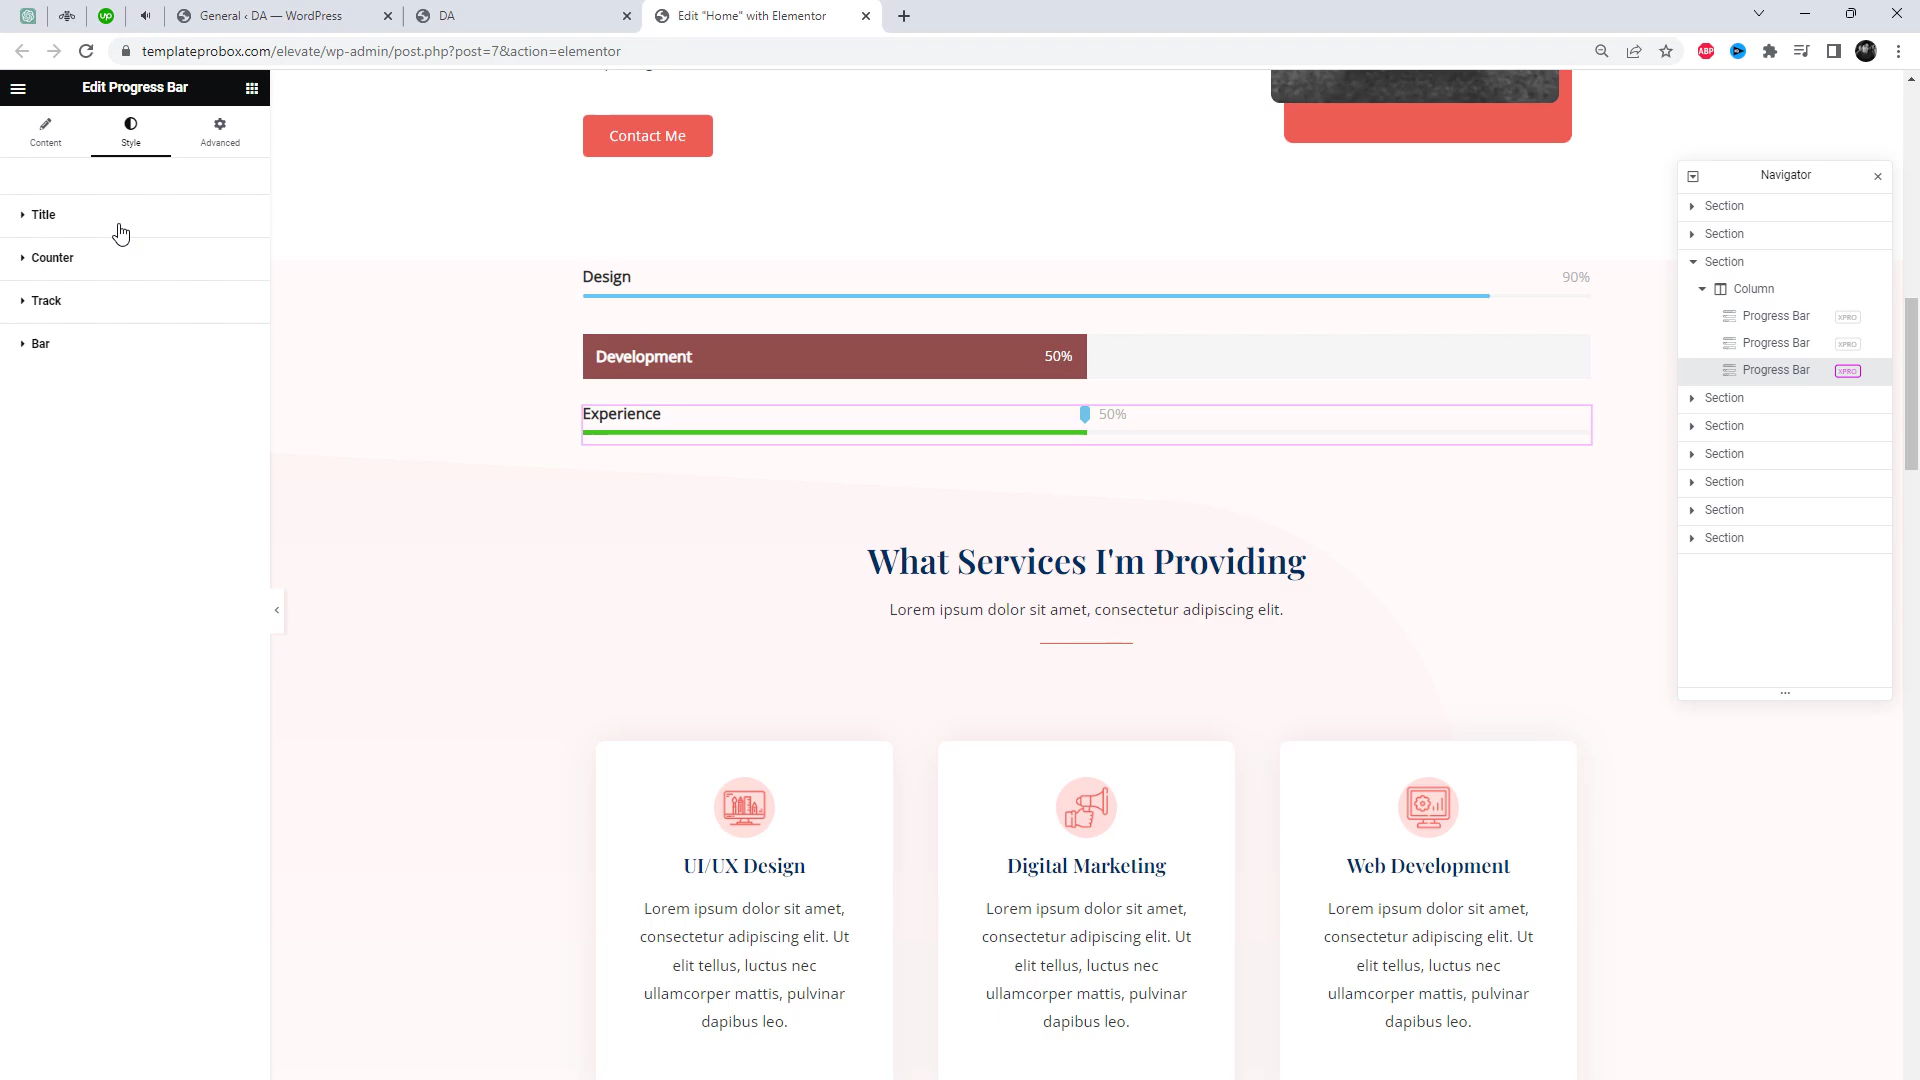 General ‹ DA — WordPress
DA
Edit "Home" with Elementor
templateprobox.com/elevate/wp-admin/post.php?post=7&action=elementor
ABP
up
Edit Progress Bar
Content
Style
Advanced
Title
Counter
Track
Bar
Contact Me
Design
90%
Development
50%
Experience
50%
What Services I'm Providing
Lorem ipsum dolor sit amet, consectetur adipiscing elit.
UI/UX Design
Lorem ipsum dolor sit amet,
consectetur adipiscing elit. Ut
elit tellus, luctus nec
ullamcorper mattis, pulvinar
dapibus leo.
Digital Marketing
Lorem ipsum dolor sit amet,
consectetur adipiscing elit. Ut
elit tellus, luctus nec
ullamcorper mattis, pulvinar
dapibus leo.
Web Development
Lorem ipsum dolor sit amet,
consectetur adipiscing elit. Ut
elit tellus, luctus nec
ullamcorper mattis, pulvinar
dapibus leo.
Navigator
Section
Section
Section
Column
Progress Bar XPRO
Progress Bar XPRO
Progress Bar XPRO
Section
Section
Section
Section
Section
Section